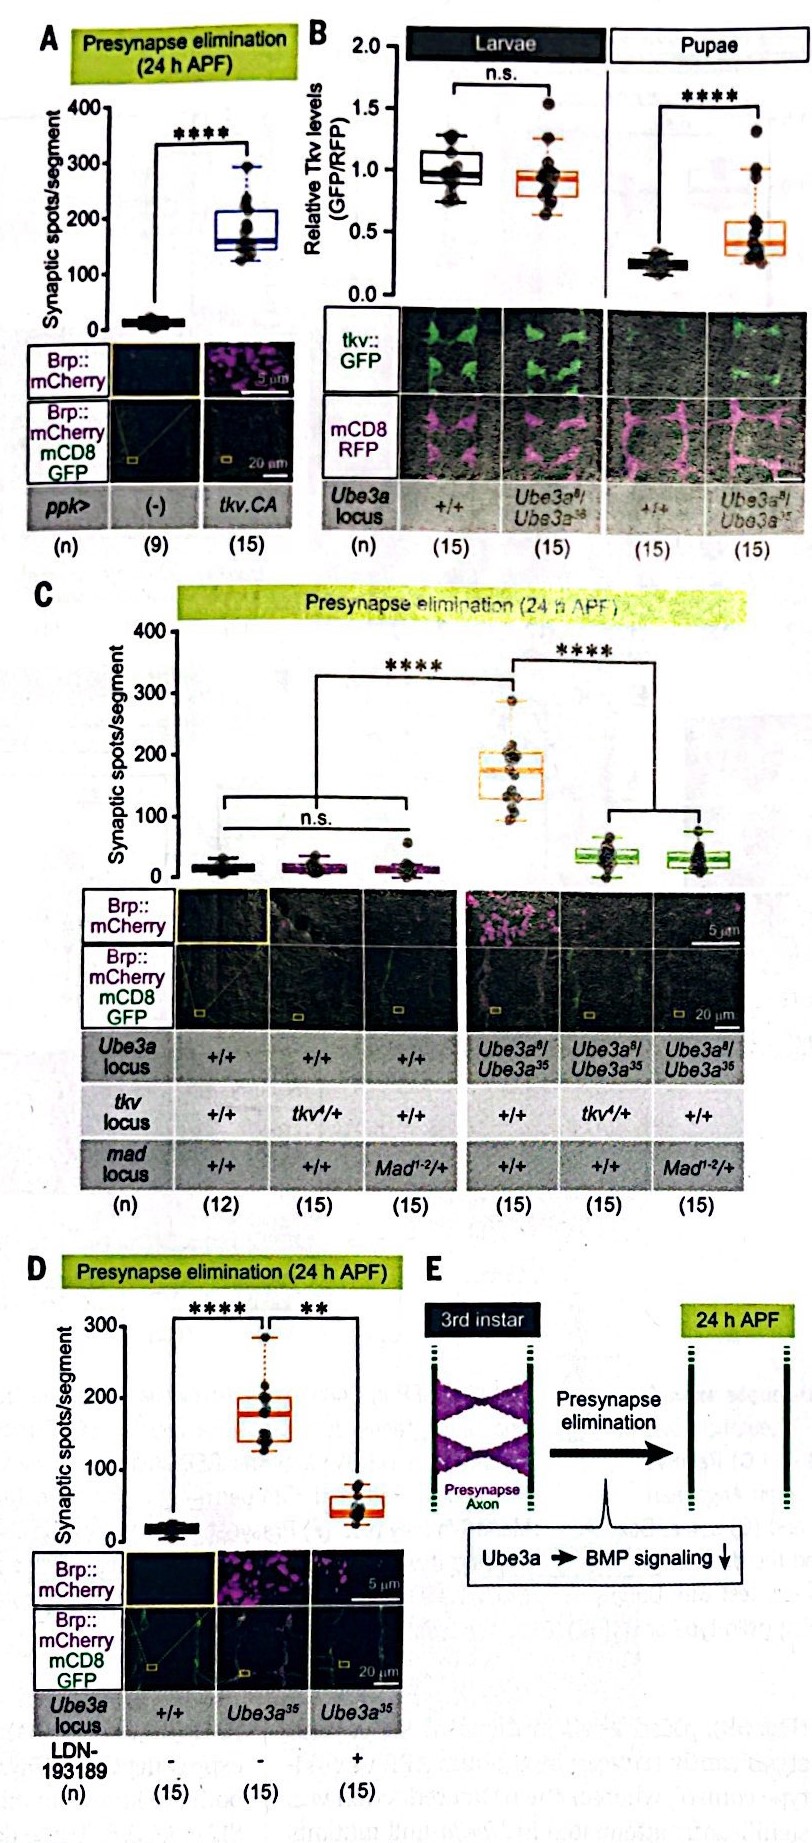 A
Presynapse elimination
(24 h APF)
Synaptic spots/segment
400
300
200
100
0
****
Brp::
mCherry
5 μm
Brp::
mCherry
mCD8
GFP
20 μm
ppk> (-) tkv.CA
(n) (9) (15)
B
Larvae Pupae
Relative Tkv levels
(GFP/RFP)
2.0
1.5
1.0
0.5
0.0
n.s. ****
tkv::
GFP
mCD8
RFP
Ube3a
locus
+/+
Ube3a⁸/
+/+
Ube3a⁸/
(n) (15) (15) (15) (15)
C
Presynapse elimination (24 h APF)
Synaptic spots/segment
400
300
200
100
0
**** ****
n.s.
Brp::
mCherry
5 μm
Brp::
mCherry
mCD8
GFP
20 μm
Ube3a
locus
+/+ +/+ +/+ Ube3a⁸/ Ube3a⁸/ Ube3a⁸/
Ube3a³⁵ Ube3a³⁵ Ube3a³⁵
tkv
locus
+/+ tkv⁴/+ +/+ +/+ tkv⁴/+ +/+
mad
locus
+/+ +/+ Mad¹⁻²/+ +/+ +/+ Mad¹⁻²/+
(n) (12) (15) (15) (15) (15) (15)
D
Presynapse elimination (24 h APF)
Synaptic spots/segment
300
200
100
0
**** **
Brp::
mCherry
5 μm
Brp::
mCherry
mCD8
GFP
20 μm
Ube3a
locus
+/+ Ube3a³⁵ Ube3a³⁵
LDN-
193189
- - +
(n) (15) (15) (15)
E
3rd instar 24 h APF
Presynapse
elimination
Presynapse
Axon
Ube3a → BMP signaling ↓